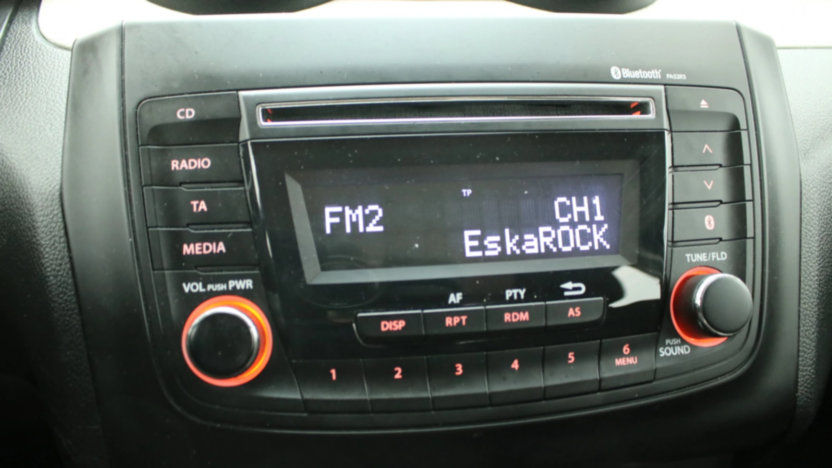 Bluetooth
CD
RADIO
TA
MEDIA
VOL PUSH PWR
TP
FM2
CH1
EskaROCK
TUNE/FLD
PUSH
SOUND
AF
PTY
DISP
RPT
RDM
AS
1
2
3
4
5
6
MENU